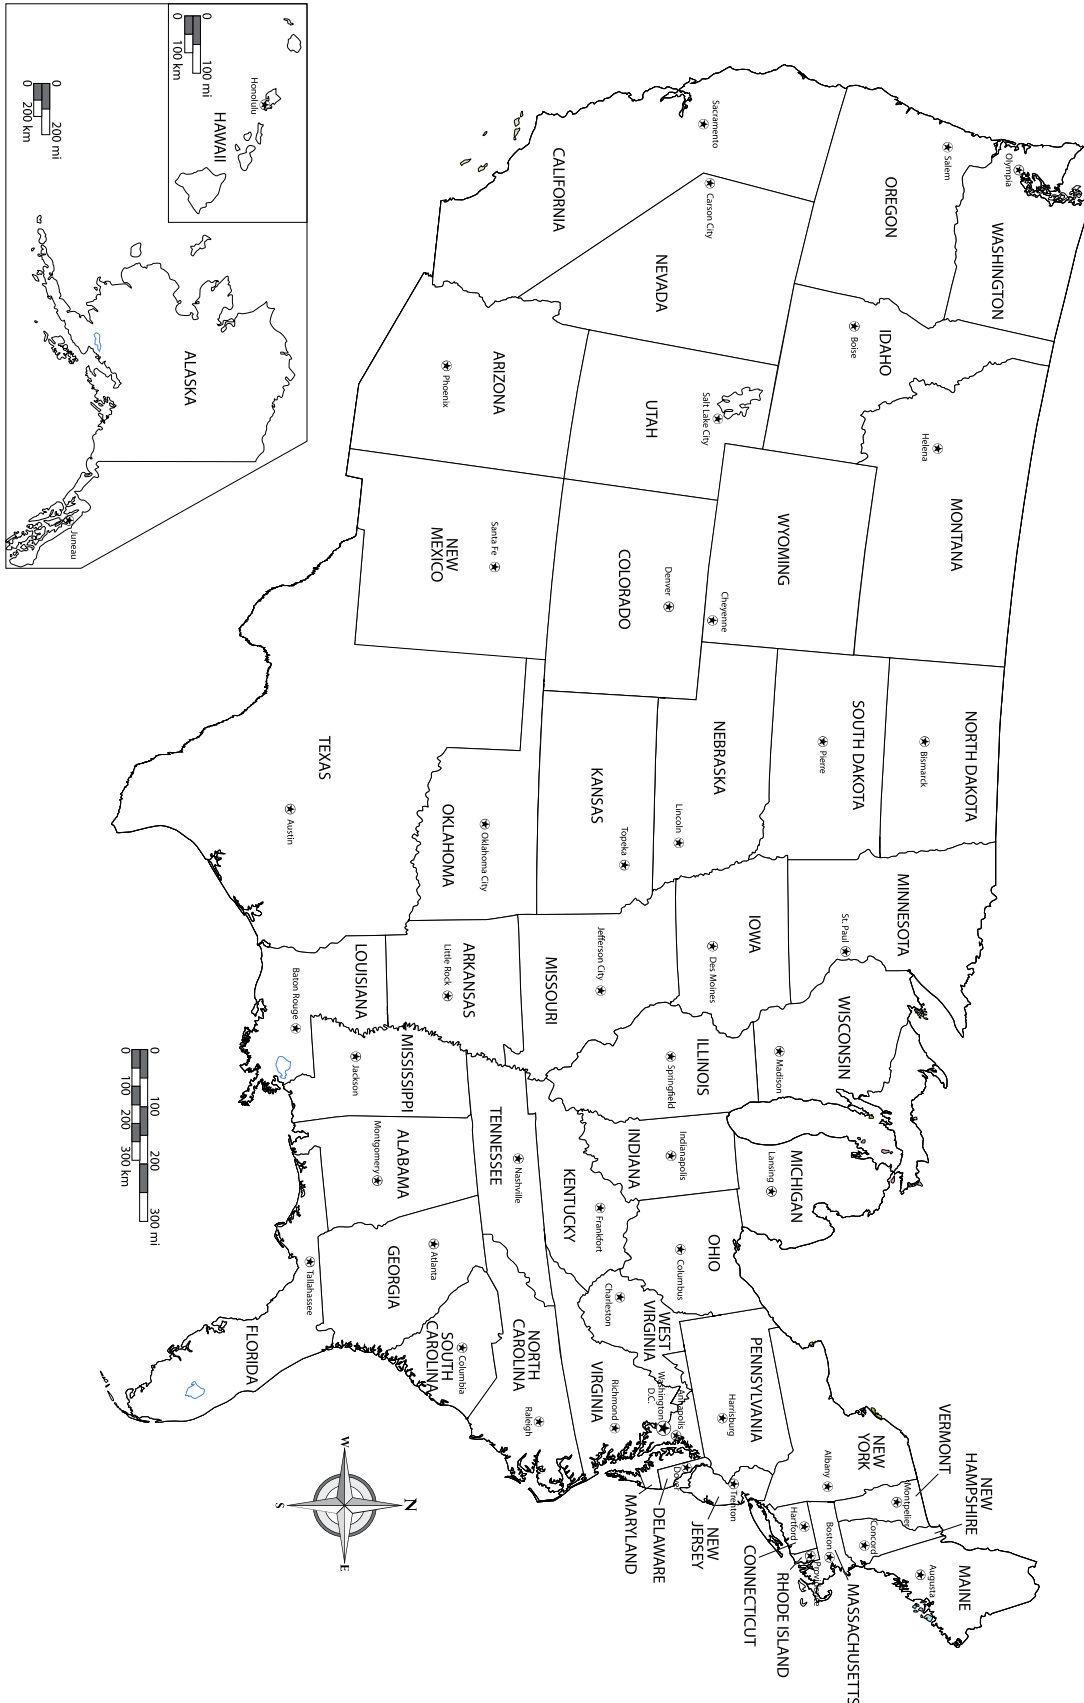 WASHINGTON
Olympia
OREGON
Salem
CALIFORNIA
Sacramento
NEVADA
Carson City
IDAHO
Boise
MONTANA
Helena
WYOMING
Cheyenne
UTAH
Salt Lake City
COLORADO
Denver
ARIZONA
Phoenix
NEW
MEXICO
Santa Fe
NORTH DAKOTA
Bismarck
SOUTH DAKOTA
Pierre
NEBRASKA
Lincoln
KANSAS
Topeka
OKLAHOMA
Oklahoma City
TEXAS
Austin
MINNESOTA
St. Paul
IOWA
Des Moines
MISSOURI
Jefferson City
ARKANSAS
Little Rock
LOUISIANA
Baton Rouge
WISCONSIN
Madison
ILLINOIS
Springfield
MICHIGAN
Lansing
INDIANA
Indianapolis
OHIO
Columbus
KENTUCKY
Frankfort
TENNESSEE
Nashville
MISSISSIPPI
Jackson
ALABAMA
Montgomery
GEORGIA
Atlanta
FLORIDA
Tallahassee
SOUTH
CAROLINA
Columbia
NORTH
CAROLINA
Raleigh
VIRGINIA
Richmond
WEST
VIRGINIA
Charleston
Washington
D.C.
Annapolis
MARYLAND
DELAWARE
Dover
PENNSYLVANIA
Harrisburg
NEW
JERSEY
Trenton
NEW
YORK
Albany
CONNECTICUT
Hartford
RHODE ISLAND
Providence
MASSACHUSETTS
Boston
VERMONT
Montpelier
NEW
HAMPSHIRE
Concord
MAINE
Augusta
ALASKA
Juneau
0 200 mi
0 200 km
HAWAII
Honolulu
0 100 mi
0 100 km
0 100 200 300 mi
0 100 200 300 km
N
W E
S